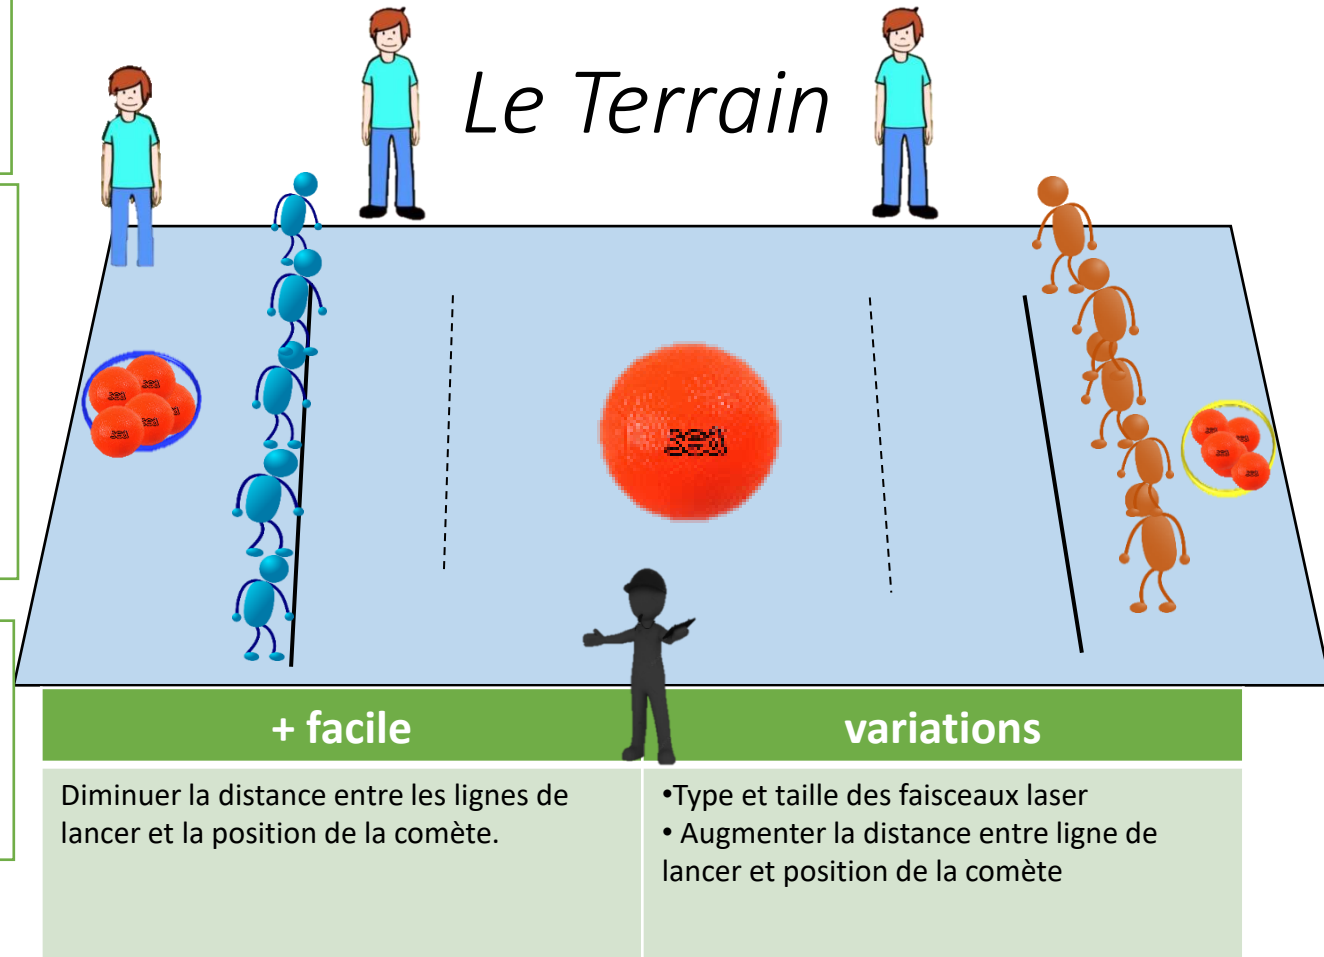 Le Terrain
+ facile
variations
Diminuer la distance entre les lignes de
lancer et la position de la comète.
•Type et taille des faisceaux laser
• Augmenter la distance entre ligne de
lancer et position de la comète